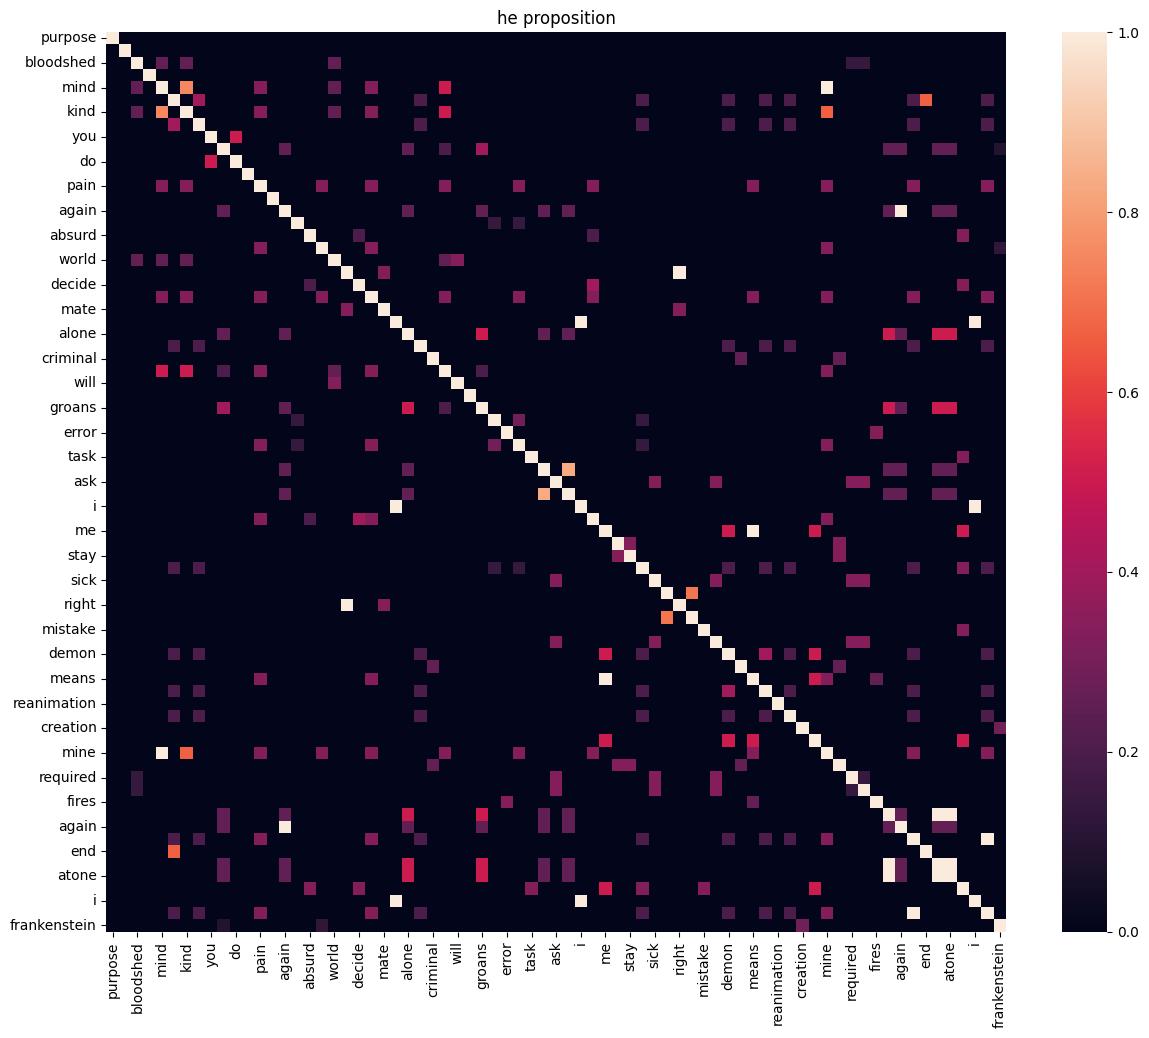 he proposition
purpose
bloodshed
mind
kind
you
do
pain
again
absurd
world
decide
mate
alone
criminal
will
groans
error
task
ask
i
me
stay
sick
right
mistake
demon
means
reanimation
creation
mine
required
fires
again
end
atone
i
frankenstein
purpose
bloodshed
mind
kind
you
do
pain
again
absurd
world
decide
mate
alone
criminal
will
groans
error
task
ask
i
me
stay
sick
right
mistake
demon
means
reanimation
creation
mine
required
fires
again
end
atone
i
frankenstein
1.0
0.8
0.6
0.4
0.2
0.0